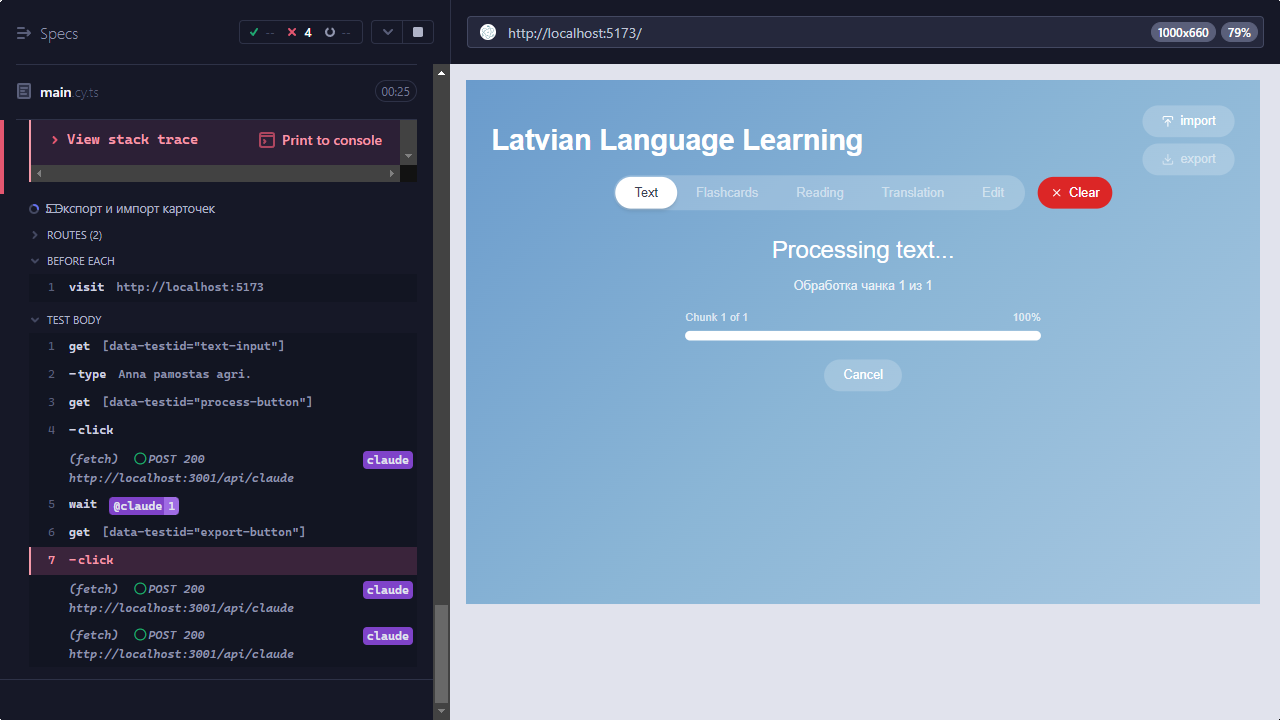 Specs
-- 4 --
main.cy.ts 00:25
View stack trace Print to console
Экспорт и импорт карточек
ROUTES (2)
BEFORE EACH
1 visit http://localhost:5173
TEST BODY
1 get [data-testid="text-input"]
2 -type Anna pamostas agri.
3 get [data-testid="process-button"]
4 -click
(fetch) POST 200 claude
http://localhost:3001/api/claude
5 wait @claude 1
6 get [data-testid="export-button"]
7 -click
(fetch) POST 200 claude
http://localhost:3001/api/claude
(fetch) POST 200 claude
http://localhost:3001/api/claude
http://localhost:5173/ 1000x660 79%
Latvian Language Learning
import
export
Text Flashcards Reading Translation Edit Clear
Processing text...
Обработка чанка 1 из 1
Chunk 1 of 1 100%
Cancel